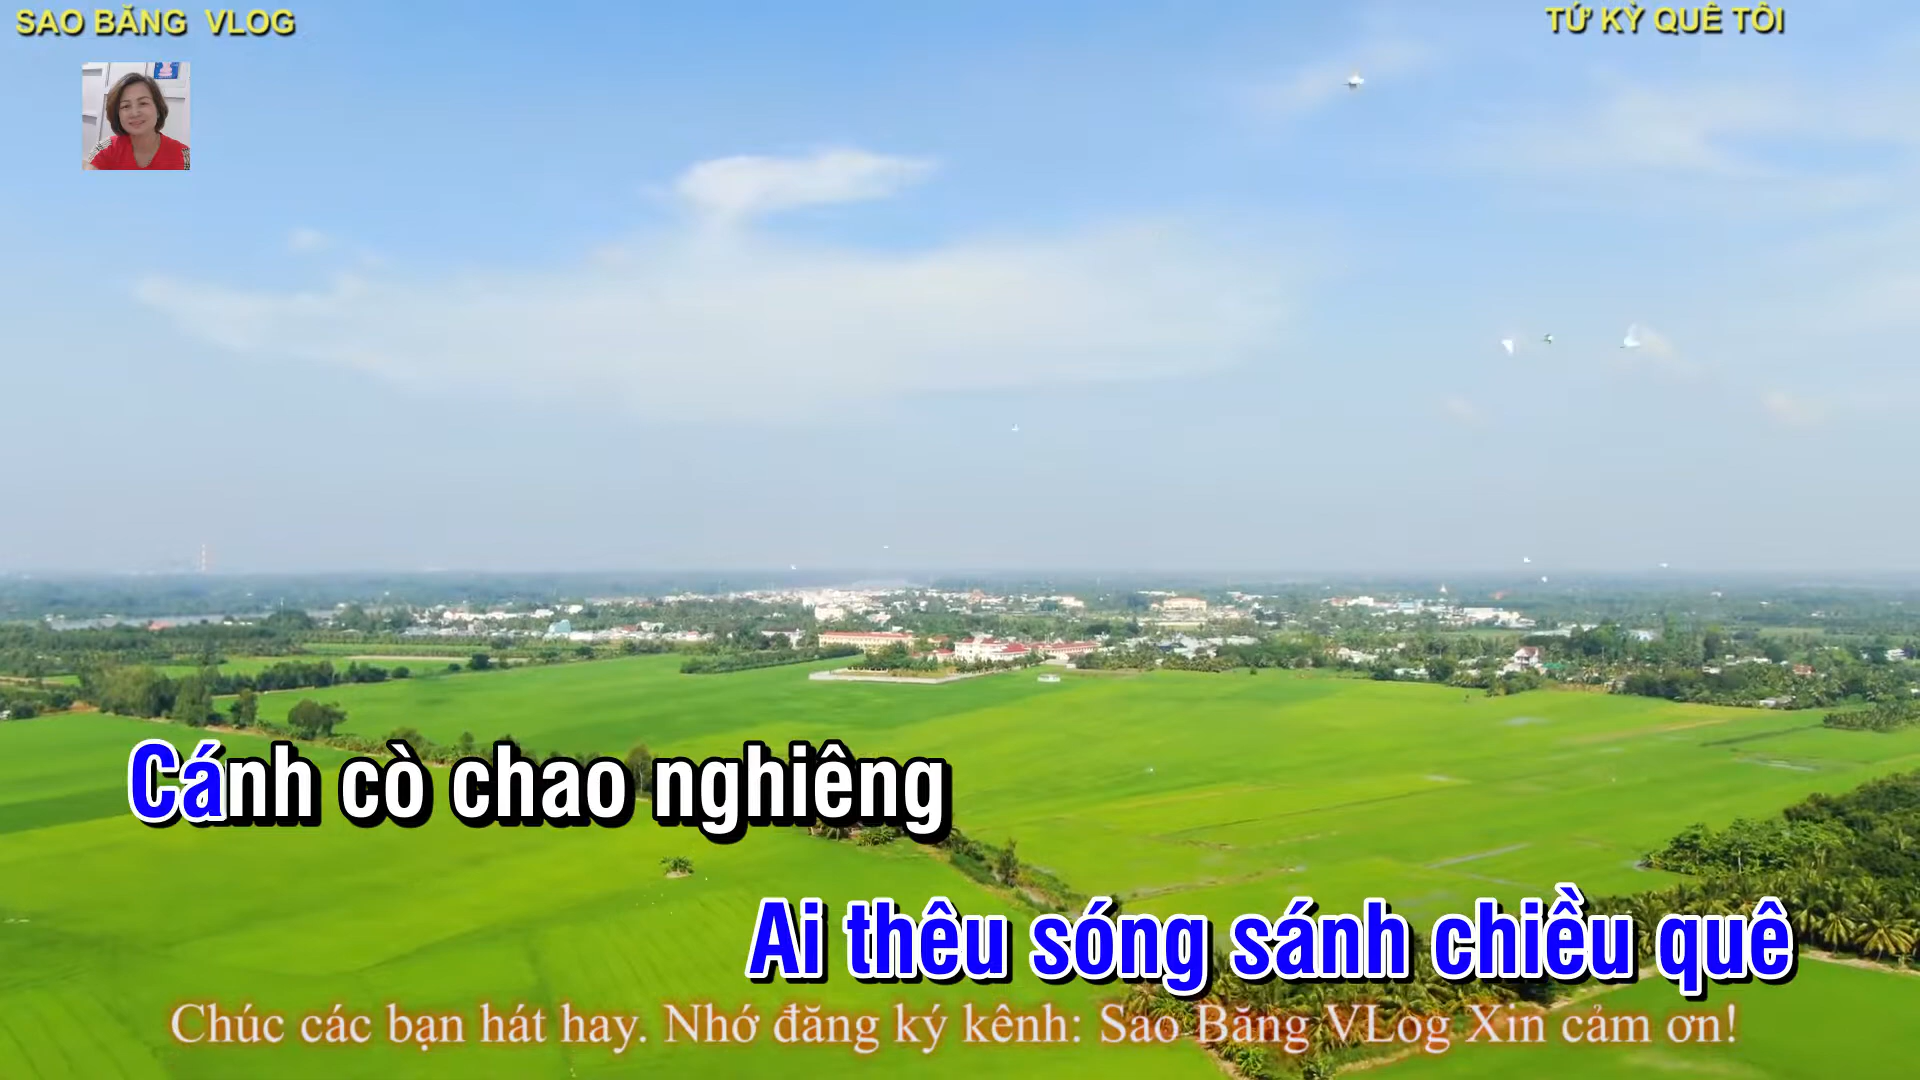 SAO BĂNG VLOG
TỨ KỲ QUÊ TÔI
Cánh cò chao nghiêng
Ai thêu sóng sánh chiều quê
Chúc các bạn hát hay. Nhớ đăng ký kênh: Sao Băng VLog Xin cảm ơn!